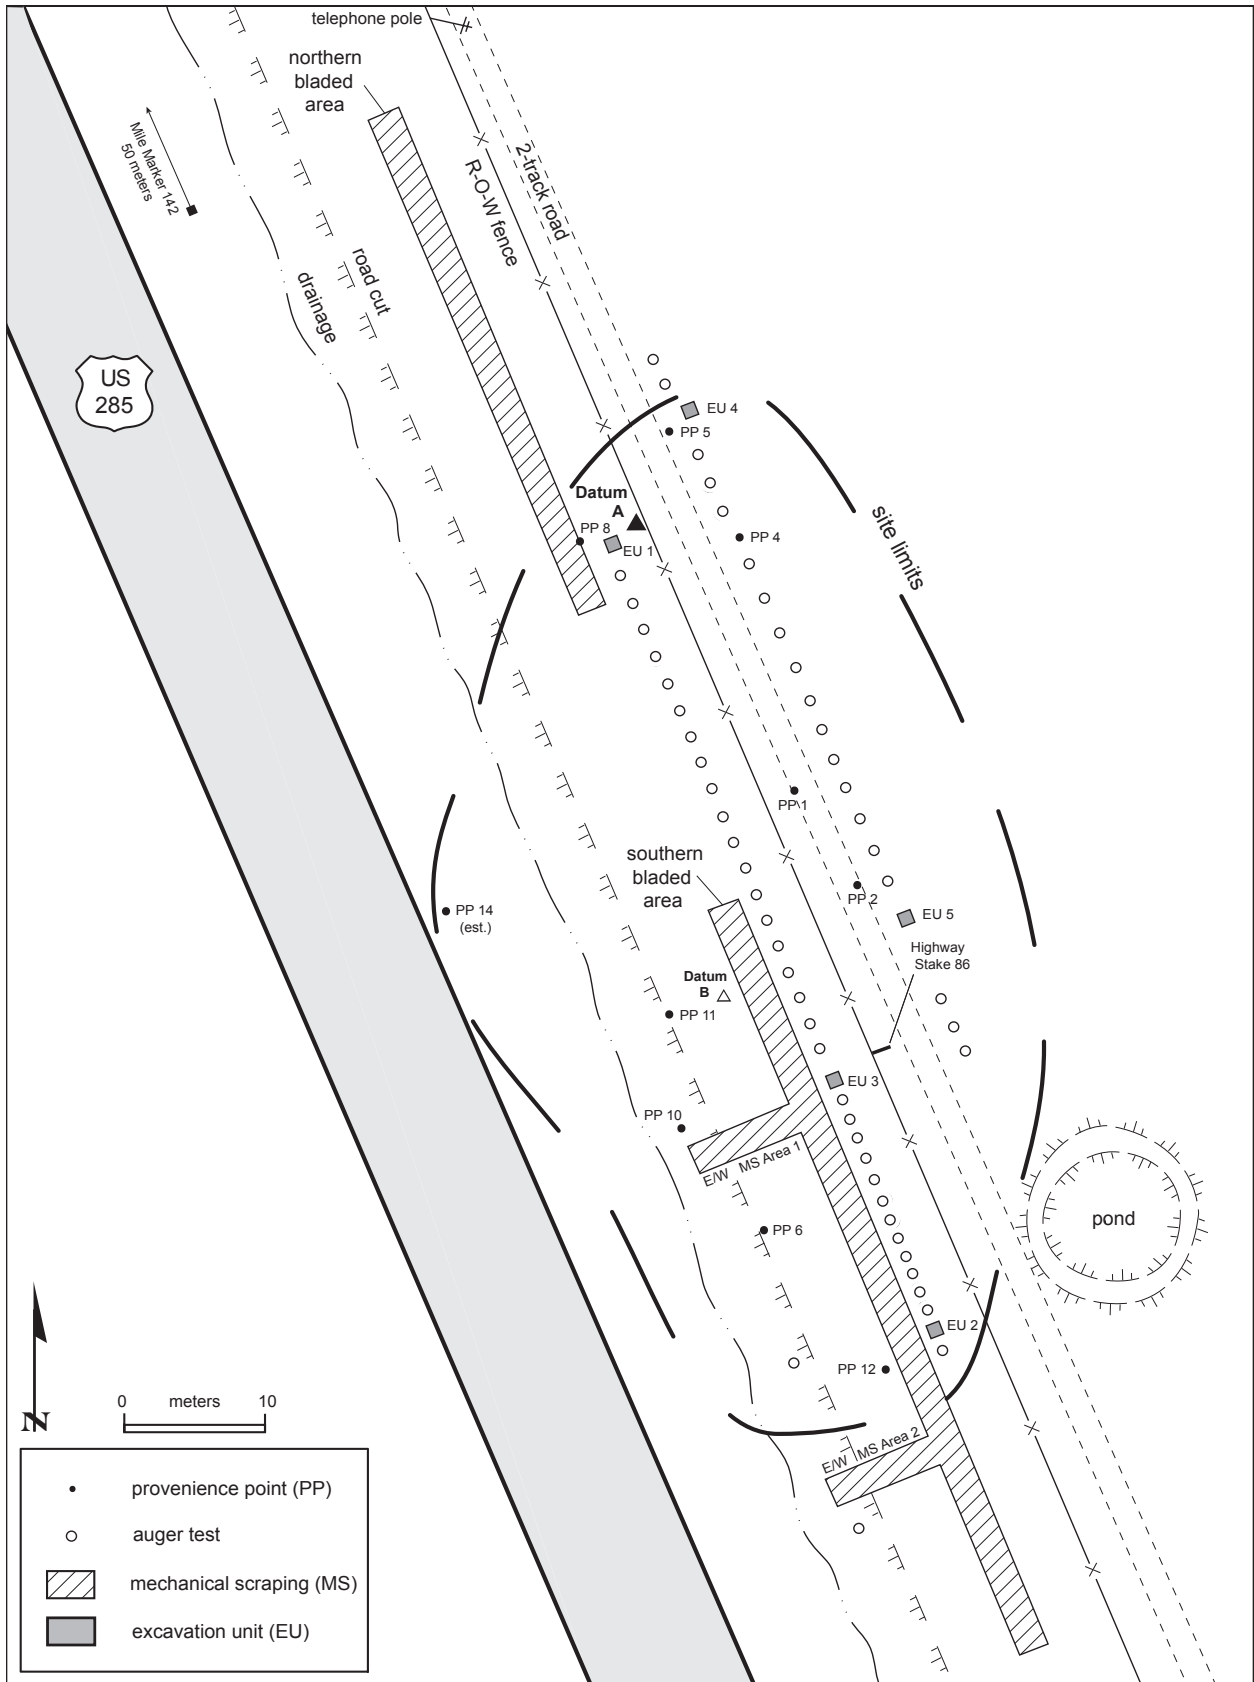 telephone pole
northern
bladed
area
Mile Marker 142
50 meters
R-O-W fence
2-track road
road cut
drainage
US
285
EU 4
PP 5
Datum
A
PP 8
EU 1
PP 4
site limits
PP 1
southern
bladed
area
PP 2
EU 5
PP 14
(est.)
Highway
Stake 86
Datum
B
PP 11
EU 3
PP 10
E/W MS Area 1
PP 6
pond
EU 2
PP 12
E/W MS Area 2
N
0 meters 10
provenience point (PP)
auger test
mechanical scraping (MS)
excavation unit (EU)